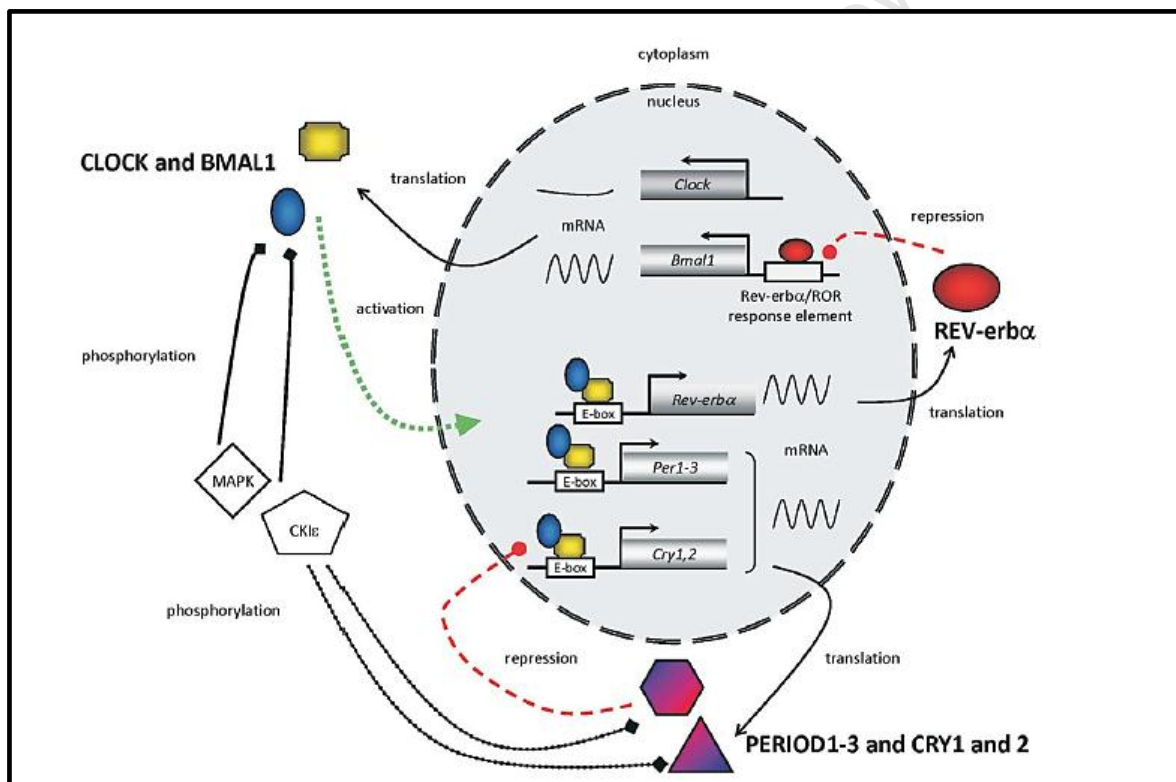 cytoplasm
nucleus
CLOCK and BMAL1
translation
Clock
mRNA
repression
Bmal1
Rev-erbα/ROR
response element
REV-erbα
activation
phosphorylation
Rev-erbα
E-box
translation
mRNA
Per1-3
E-box
MAPK
CKIε
Cry1,2
E-box
phosphorylation
repression
translation
PERIOD1-3 and CRY1 and 2